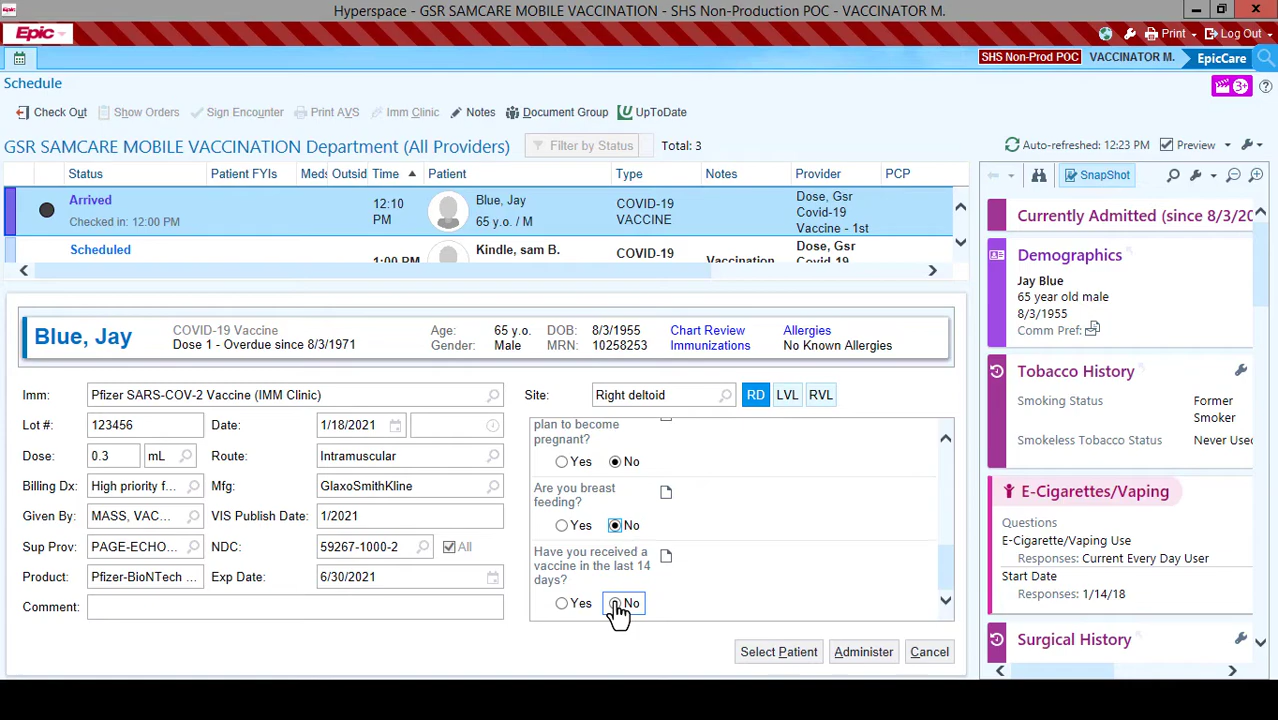 Hyperspace - GSR SAMCARE MOBILE VACCINATION - SHS Non-Production POC - VACCINATOR M.
Epic
Print
Log Out
SHS Non-Prod POC
VACCINATOR M.
EpicCare
Schedule
3+
Check Out
Show Orders
Sign Encounter
Print AVS
Imm Clinic
Notes
Document Group
UpToDate
GSR SAMCARE MOBILE VACCINATION Department (All Providers)
Filter by Status
Total: 3
Auto-refreshed: 12:23 PM
Preview
Status
Patient FYIs
Meds
Outsid
Time
Patient
Type
Notes
Provider
PCP
SnapShot
Arrived
Checked in: 12:00 PM
12:10
PM
Blue, Jay
65 y.o. / M
COVID-19
VACCINE
Dose, Gsr
Covid-19
Vaccine - 1st
Scheduled
1:00 PM
Kindle, sam B.
COVID-19
Vaccination
Dose, Gsr
Covid-19
Currently Admitted (since 8/3/20
Demographics
Jay Blue
65 year old male
8/3/1955
Comm Pref:
Tobacco History
Smoking Status
Former
Smoker
Smokeless Tobacco Status
Never Used
E-Cigarettes/Vaping
Questions
E-Cigarette/Vaping Use
Responses: Current Every Day User
Start Date
Responses: 1/14/18
Surgical History
Blue, Jay
COVID-19 Vaccine
Dose 1 - Overdue since 8/3/1971
Age: 65 y.o.
Gender: Male
DOB: 8/3/1955
MRN: 10258253
Chart Review
Immunizations
Allergies
No Known Allergies
Imm: Pfizer SARS-COV-2 Vaccine (IMM Clinic)
Site: Right deltoid
RD
LVL
RVL
Lot #: 123456
Date: 1/18/2021
Dose: 0.3 mL
Route: Intramuscular
Billing Dx: High priority f...
Mfg: GlaxoSmithKline
Given By: MASS, VAC...
VIS Publish Date: 1/2021
Sup Prov: PAGE-ECHO...
NDC: 59267-1000-2
All
Product: Pfizer-BioNTech ...
Exp Date: 6/30/2021
Comment:
plan to become
pregnant?
Yes No
Are you breast
feeding?
Yes No
Have you received a
vaccine in the last 14
days?
Yes No
Select Patient
Administer
Cancel